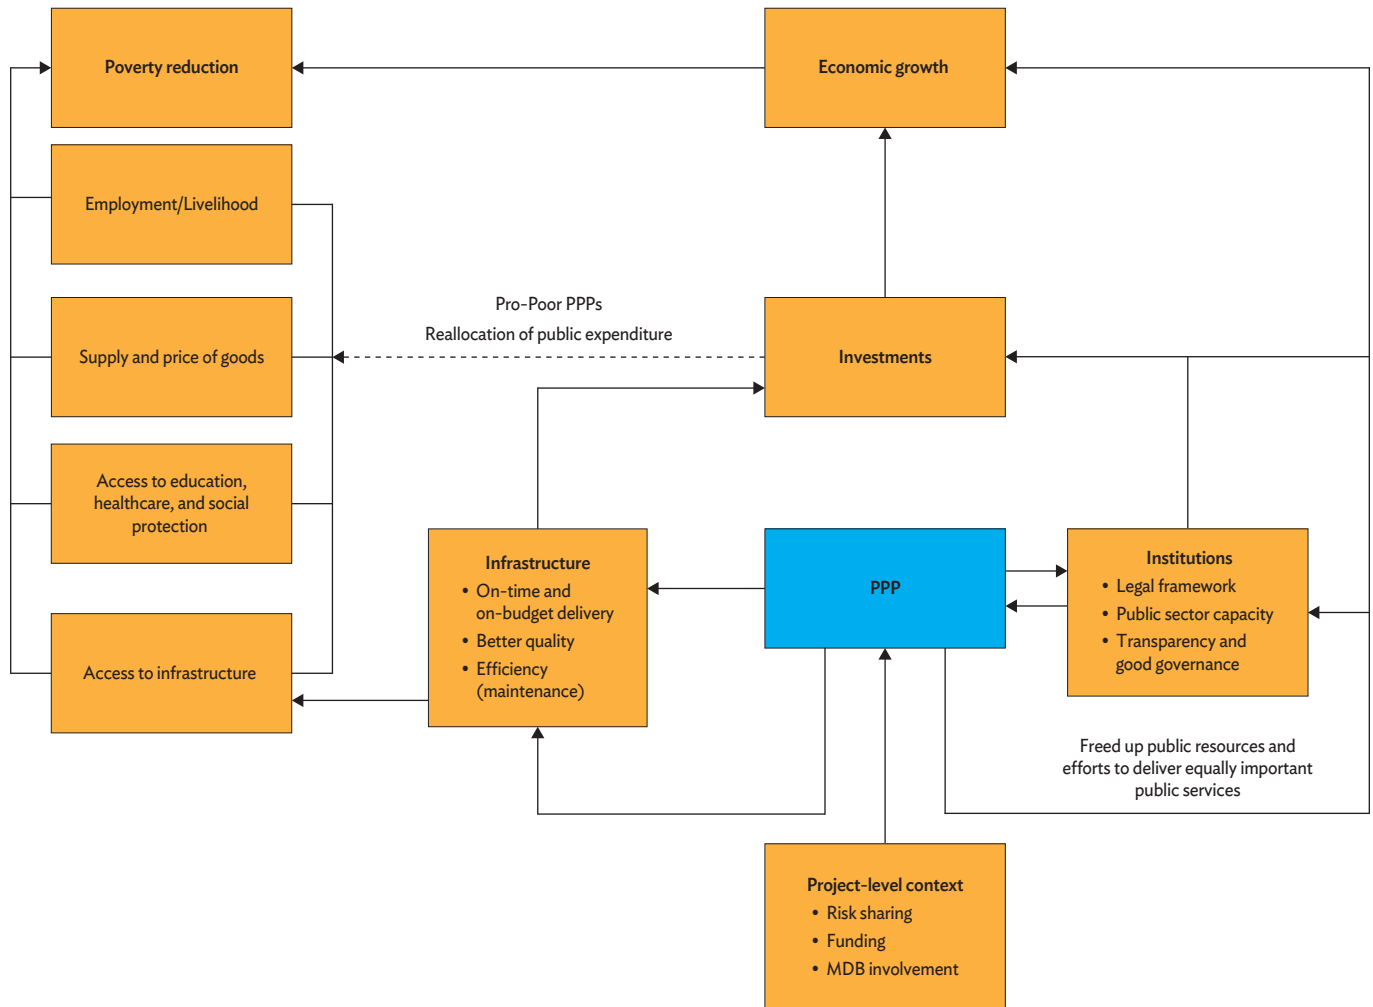 Poverty reduction
Economic growth
Employment/Livelihood
Pro-Poor PPPs
Reallocation of public expenditure
Supply and price of goods
Investments
Access to education,
healthcare, and social
protection
Infrastructure
• On-time and
on-budget delivery
• Better quality
• Efficiency
(maintenance)
PPP
Institutions
• Legal framework
• Public sector capacity
• Transparency and
good governance
Access to infrastructure
Freed up public resources and
efforts to deliver equally important
public services
Project-level context
• Risk sharing
• Funding
• MDB involvement